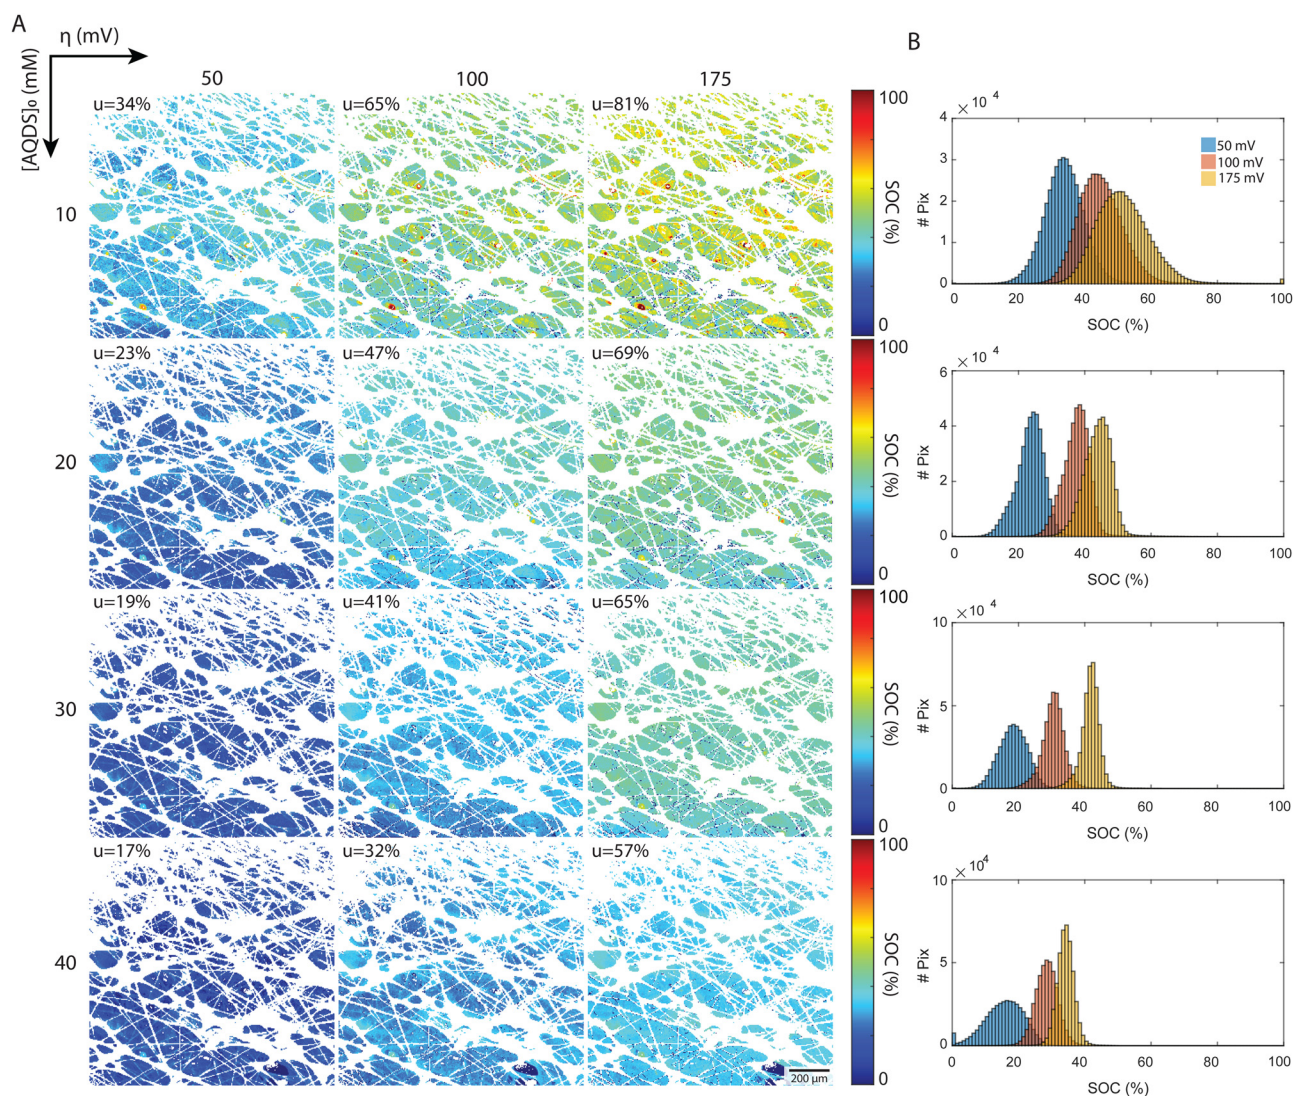 A
B
η (mV)
[AQDS]₀ (mM)
50
100
175
10
u=34%
u=65%
u=81%
100
SOC (%)
0
20
u=23%
u=47%
u=69%
100
SOC (%)
0
30
u=19%
u=41%
u=65%
100
SOC (%)
0
40
u=17%
u=32%
u=57%
200 μm
100
SOC (%)
0
× 10⁴
4
3
2
1
0
# Pix
50 mV
100 mV
175 mV
0 20 40 60 80 100
SOC (%)
× 10⁴
6
4
2
0
# Pix
0 20 40 60 80 100
SOC (%)
× 10⁴
10
5
0
# Pix
0 20 40 60 80 100
SOC (%)
× 10⁴
10
5
0
# Pix
0 20 40 60 80 100
SOC (%)